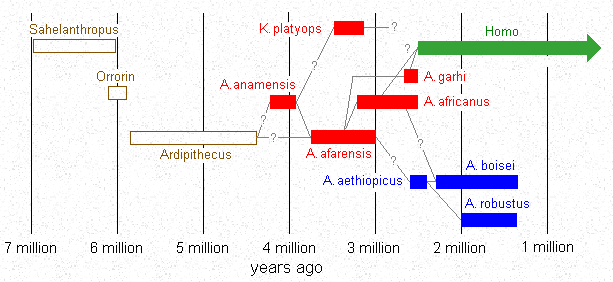 Sahelanthropus
Orrorin
Ardipithecus
A. anamensis
K. platyops
A. afarensis
Homo
A. garhi
A. africanus
A. aethiopicus
A. boisei
A. robustus
?
?
?
?
?
?
?
7 million
6 million
5 million
4 million
3 million
2 million
1 million
years ago